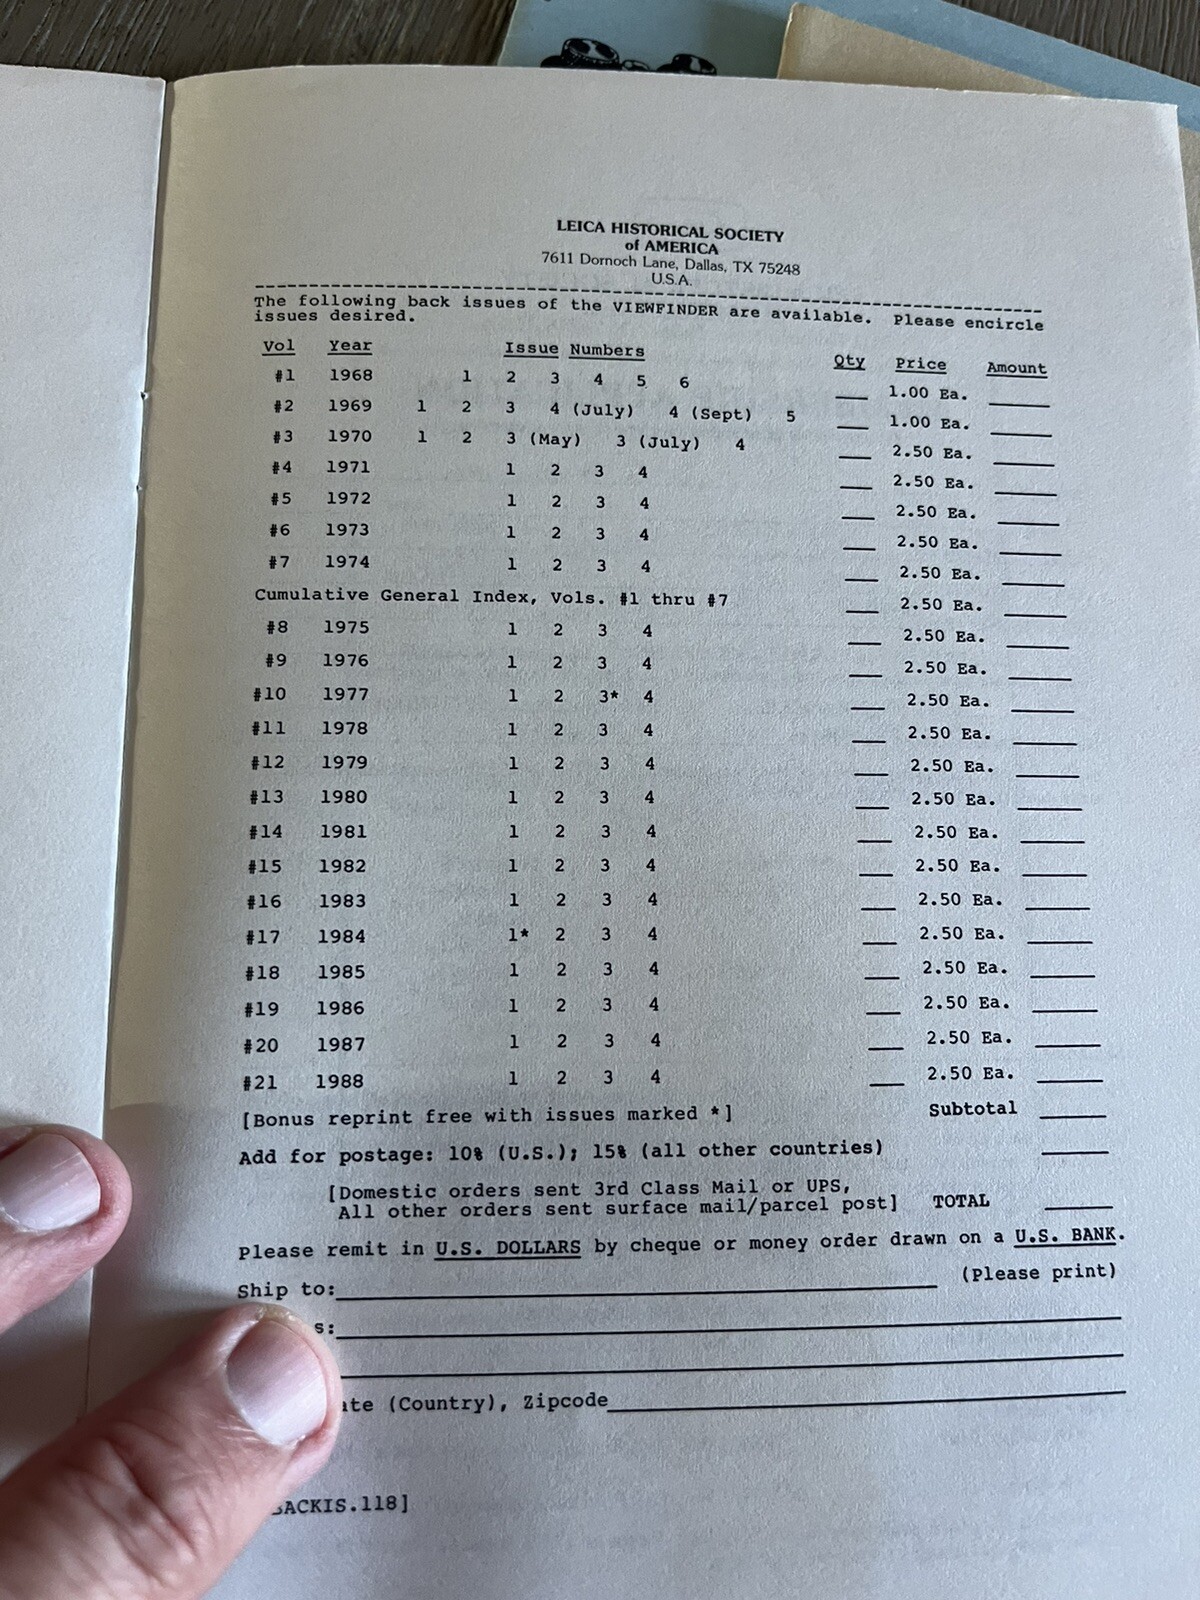 LEICA HISTORICAL SOCIETY
of AMERICA
7611 Dornoch Lane, Dallas, TX 75248
U.S.A.
The following back issues of the VIEWFINDER are available. Please encircle
issues desired.
Vol Year Issue Numbers Qty Price Amount
#1 1968 1 2 3 4 5 6 1.00 Ea.
#2 1969 1 2 3 4 (July) 4 (Sept) 5 1.00 Ea.
#3 1970 1 2 3 (May) 3 (July) 4 2.50 Ea.
#4 1971 1 2 3 4 2.50 Ea.
#5 1972 1 2 3 4 2.50 Ea.
#6 1973 1 2 3 4 2.50 Ea.
#7 1974 1 2 3 4 2.50 Ea.
Cumulative General Index, Vols. #1 thru #7 2.50 Ea.
#8 1975 1 2 3 4 2.50 Ea.
#9 1976 1 2 3 4 2.50 Ea.
#10 1977 1 2 3* 4 2.50 Ea.
#11 1978 1 2 3 4 2.50 Ea.
#12 1979 1 2 3 4 2.50 Ea.
#13 1980 1 2 3 4 2.50 Ea.
#14 1981 1 2 3 4 2.50 Ea.
#15 1982 1 2 3 4 2.50 Ea.
#16 1983 1 2 3 4 2.50 Ea.
#17 1984 1* 2 3 4 2.50 Ea.
#18 1985 1 2 3 4 2.50 Ea.
#19 1986 1 2 3 4 2.50 Ea.
#20 1987 1 2 3 4 2.50 Ea.
#21 1988 1 2 3 4 2.50 Ea.
[Bonus reprint free with issues marked *] Subtotal
Add for postage: 10% (U.S.); 15% (all other countries)
[Domestic orders sent 3rd Class Mail or UPS,
All other orders sent surface mail/parcel post] TOTAL
Please remit in U.S. DOLLARS by cheque or money order drawn on a U.S. BANK.
Ship to: (Please print)
s:
ate (Country), Zipcode
BACKIS.118]